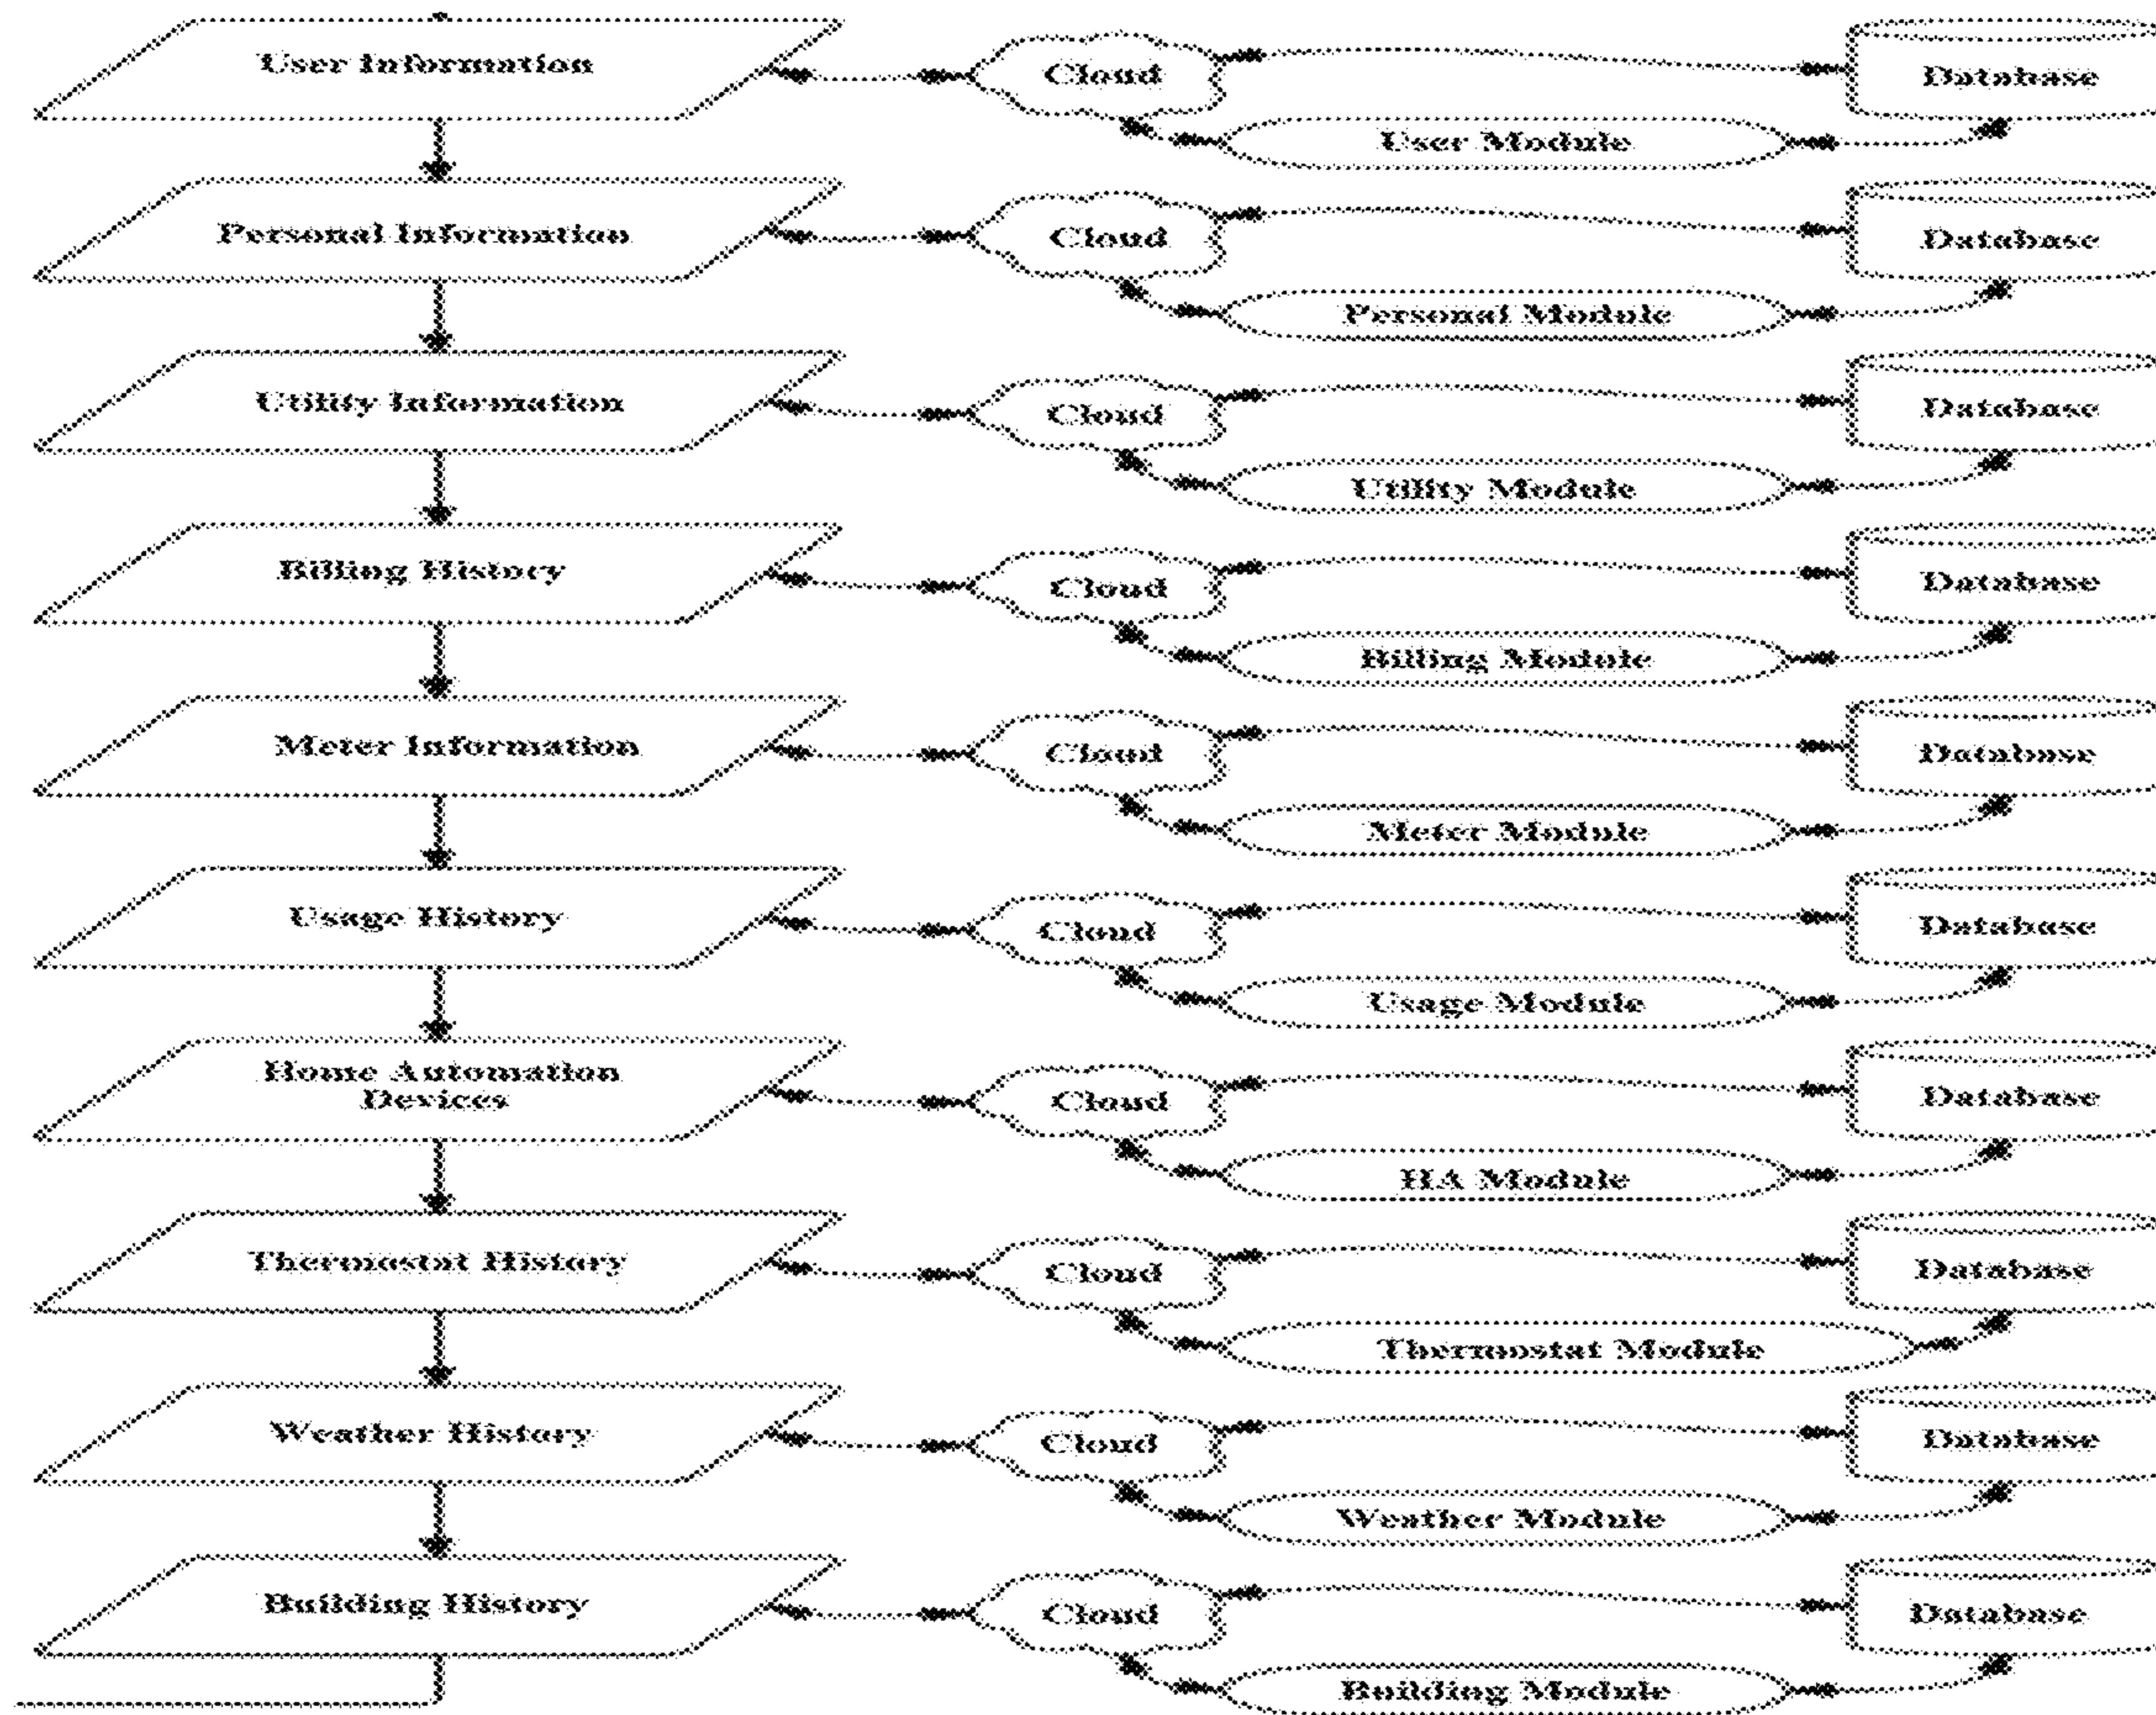 User Information
Cloud
Database
User Module
Personal Information
Cloud
Database
Personal Module
Utility Information
Cloud
Database
Utility Module
Billing History
Cloud
Database
Billing Module
Meter Information
Cloud
Database
Meter Module
Usage History
Cloud
Database
Usage Module
Home Automation
Devices
Cloud
Database
HA Module
Thermostat History
Cloud
Database
Thermostat Module
Weather History
Cloud
Database
Weather Module
Building History
Cloud
Database
Building Module